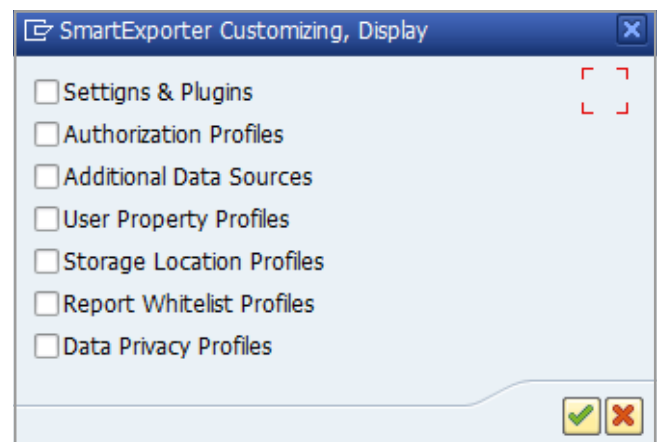 SmartExporter Customizing, Display
Settigns & Plugins
Authorization Profiles
Additional Data Sources
User Property Profiles
Storage Location Profiles
Report Whitelist Profiles
Data Privacy Profiles